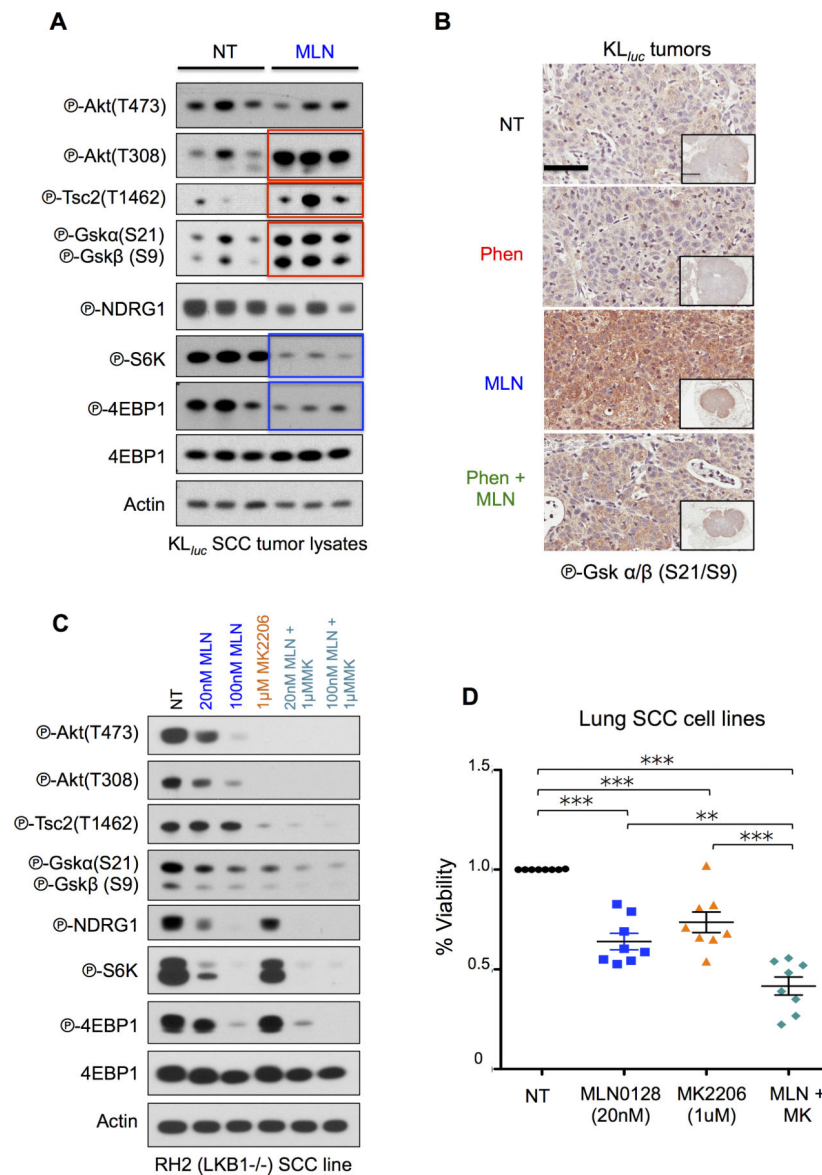 A
NT MLN
℗-Akt(T473)
℗-Akt(T308)
℗-Tsc2(T1462)
℗-Gskα(S21)
℗-Gskβ (S9)
℗-NDRG1
℗-S6K
℗-4EBP1
4EBP1
Actin
KLluc SCC tumor lysates
B
KLluc tumors
NT
Phen
MLN
Phen +
MLN
℗-Gsk α/β (S21/S9)
C
NT
20nM MLN
100nM MLN
1μM MK2206
20nM MLN +
1μMMK
100nM MLN +
1μMMK
℗-Akt(T473)
℗-Akt(T308)
℗-Tsc2(T1462)
℗-Gskα(S21)
℗-Gskβ (S9)
℗-NDRG1
℗-S6K
℗-4EBP1
4EBP1
Actin
RH2 (LKB1-/-) SCC line
D
Lung SCC cell lines
% Viability
1.5
1.0
0.5
0
***
***
*** **
***
NT MLN0128 MK2206 MLN +
(20nM) (1uM) MK